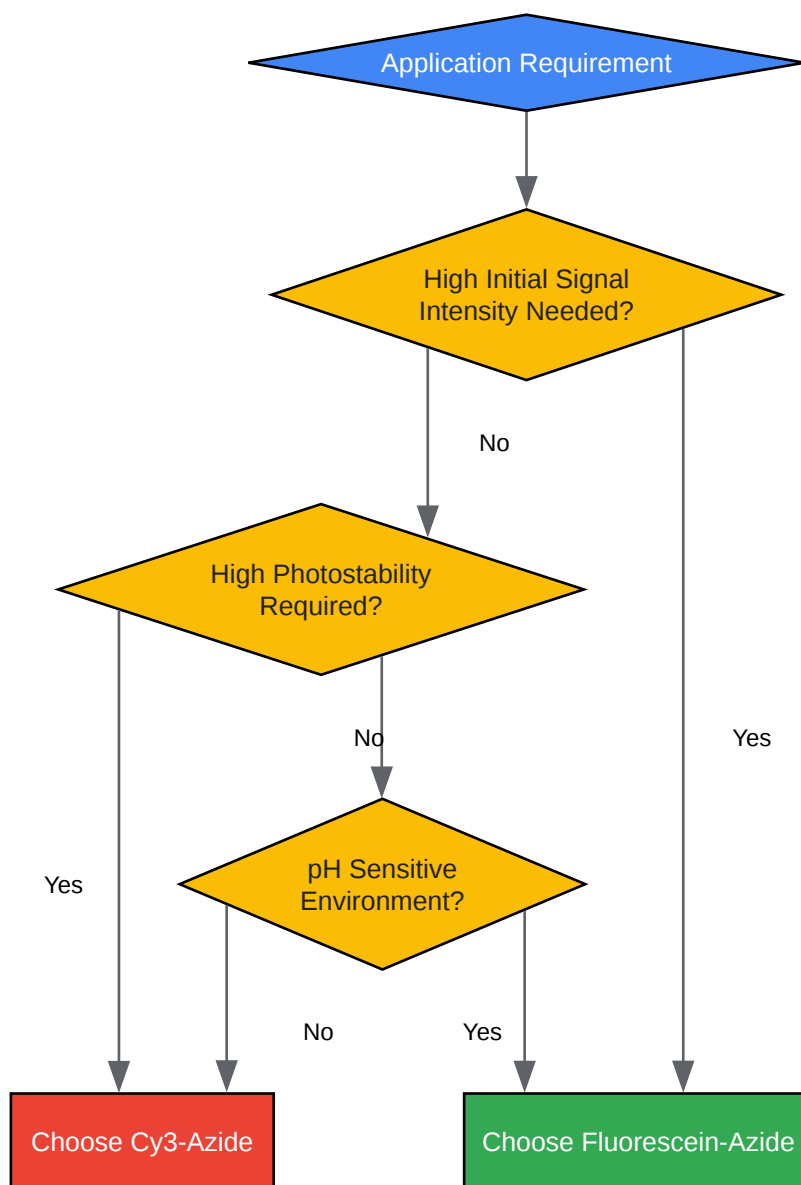 Application Requirement
High Initial Signal
Intensity Needed?
No
High Photostability
Required?
No
Yes
pH Sensitive
Environment?
Yes
No
Yes
Choose Cy3-Azide
Choose Fluorescein-Azide